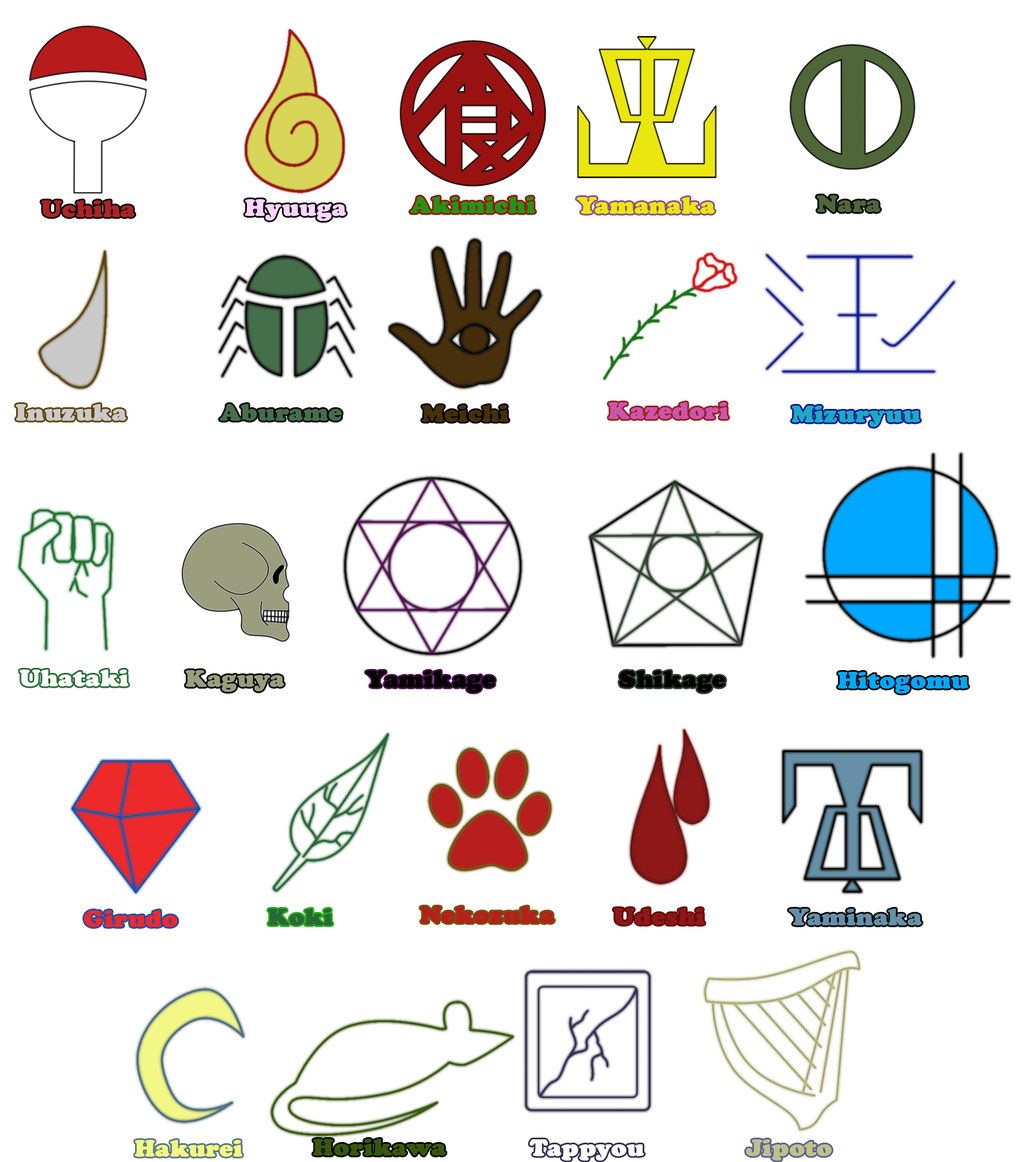 Uchiha
Hyuuga
Akimichi
Yamanaka
Nara
Inuzuka
Aburame
Meichi
Kazedori
Mizuryuu
Uhataki
Kaguya
Yamikage
Shikage
Hitogomu
Girudo
Koki
Nekozuka
Udeshi
Yaminaka
Hakurei
Horikawa
Tappyou
Jipoto